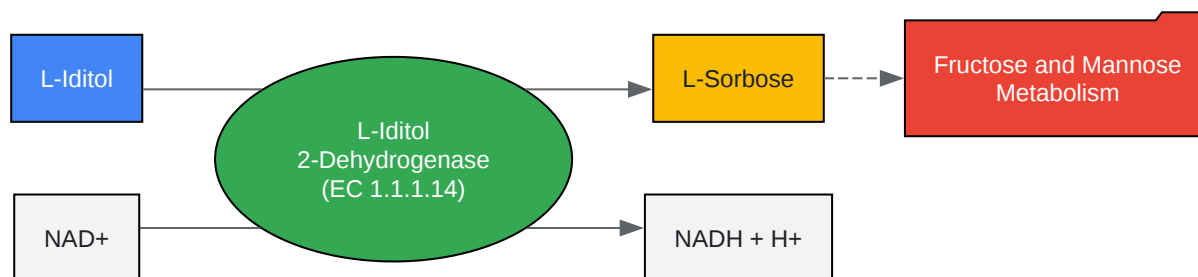 L-Iditol
L-Sorbose
Fructose and Mannose
Metabolism
L-Iditol
2-Dehydrogenase
(EC 1.1.1.14)
NAD+
NADH + H+